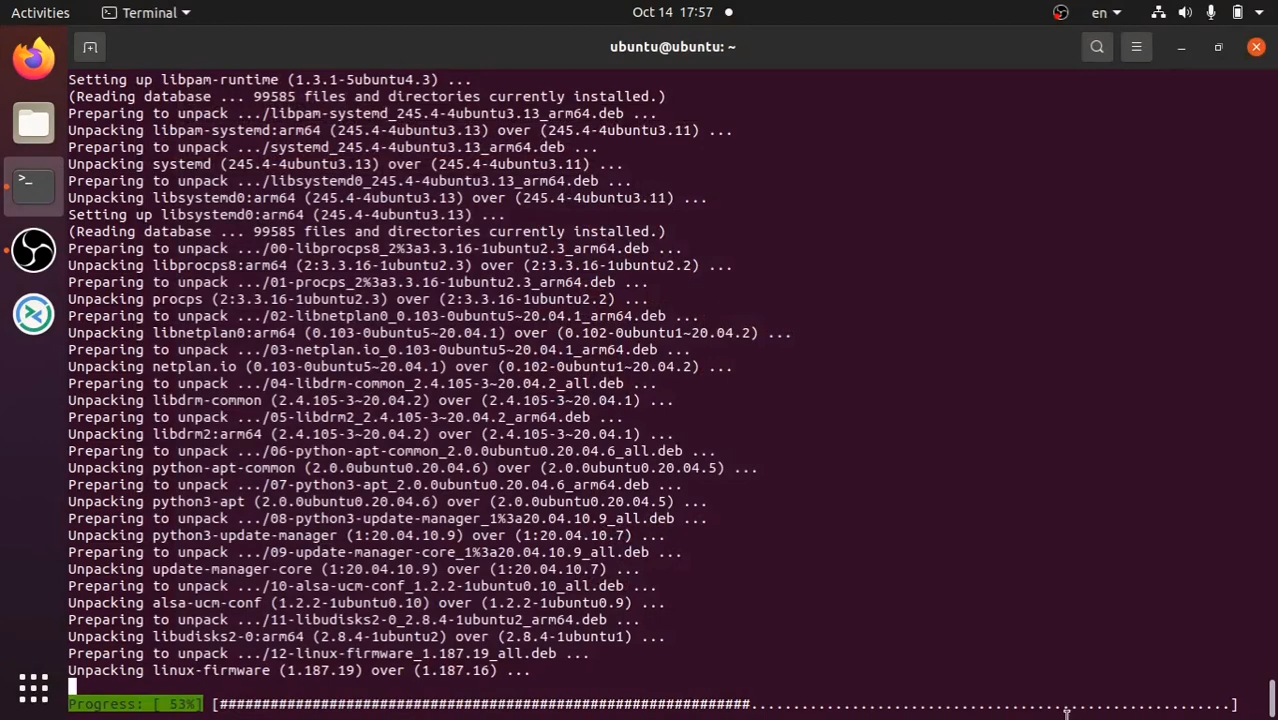 Activities Terminal Oct 14 17:57 en
ubuntu@ubuntu: ~
Setting up libpam-runtime (1.3.1-5ubuntu4.3) ...
(Reading database ... 99585 files and directories currently installed.)
Preparing to unpack .../libpam-systemd_245.4-4ubuntu3.13_arm64.deb ...
Unpacking libpam-systemd:arm64 (245.4-4ubuntu3.13) over (245.4-4ubuntu3.11) ...
Preparing to unpack .../systemd_245.4-4ubuntu3.13_arm64.deb ...
Unpacking systemd (245.4-4ubuntu3.13) over (245.4-4ubuntu3.11) ...
Preparing to unpack .../libsystemd0_245.4-4ubuntu3.13_arm64.deb ...
Unpacking libsystemd0:arm64 (245.4-4ubuntu3.13) over (245.4-4ubuntu3.11) ...
Setting up libsystemd0:arm64 (245.4-4ubuntu3.13) ...
(Reading database ... 99585 files and directories currently installed.)
Preparing to unpack .../00-libprocps8_2%3a3.3.16-1ubuntu2.3_arm64.deb ...
Unpacking libprocps8:arm64 (2:3.3.16-1ubuntu2.3) over (2:3.3.16-1ubuntu2.2) ...
Preparing to unpack .../01-procps_2%3a3.3.16-1ubuntu2.3_arm64.deb ...
Unpacking procps (2:3.3.16-1ubuntu2.3) over (2:3.3.16-1ubuntu2.2) ...
Preparing to unpack .../02-libnetplan0_0.103-0ubuntu5~20.04.1_arm64.deb ...
Unpacking libnetplan0:arm64 (0.103-0ubuntu5~20.04.1) over (0.102-0ubuntu1~20.04.2) ...
Preparing to unpack .../03-netplan.io_0.103-0ubuntu5~20.04.1_arm64.deb ...
Unpacking netplan.io (0.103-0ubuntu5~20.04.1) over (0.102-0ubuntu1~20.04.2) ...
Preparing to unpack .../04-libdrm-common_2.4.105-3~20.04.2_all.deb ...
Unpacking libdrm-common (2.4.105-3~20.04.2) over (2.4.105-3~20.04.1) ...
Preparing to unpack .../05-libdrm2_2.4.105-3~20.04.2_arm64.deb ...
Unpacking libdrm2:arm64 (2.4.105-3~20.04.2) over (2.4.105-3~20.04.1) ...
Preparing to unpack .../06-python-apt-common_2.0.0ubuntu0.20.04.6_all.deb ...
Unpacking python-apt-common (2.0.0ubuntu0.20.04.6) over (2.0.0ubuntu0.20.04.5) ...
Preparing to unpack .../07-python3-apt_2.0.0ubuntu0.20.04.6_arm64.deb ...
Unpacking python3-apt (2.0.0ubuntu0.20.04.6) over (2.0.0ubuntu0.20.04.5) ...
Preparing to unpack .../08-python3-update-manager_1%3a20.04.10.9_all.deb ...
Unpacking python3-update-manager (1:20.04.10.9) over (1:20.04.10.7) ...
Preparing to unpack .../09-update-manager-core_1%3a20.04.10.9_all.deb ...
Unpacking update-manager-core (1:20.04.10.9) over (1:20.04.10.7) ...
Preparing to unpack .../10-alsa-ucm-conf_1.2.2-1ubuntu0.10_all.deb ...
Unpacking alsa-ucm-conf (1.2.2-1ubuntu0.10) over (1.2.2-1ubuntu0.9) ...
Preparing to unpack .../11-libudisks2-0_2.8.4-1ubuntu2_arm64.deb ...
Unpacking libudisks2-0:arm64 (2.8.4-1ubuntu2) over (2.8.4-1ubuntu1) ...
Preparing to unpack .../12-linux-firmware_1.187.19_all.deb ...
Unpacking linux-firmware (1.187.19) over (1.187.16) ...
Progress: [ 53%] [###############################################################.........................................................]